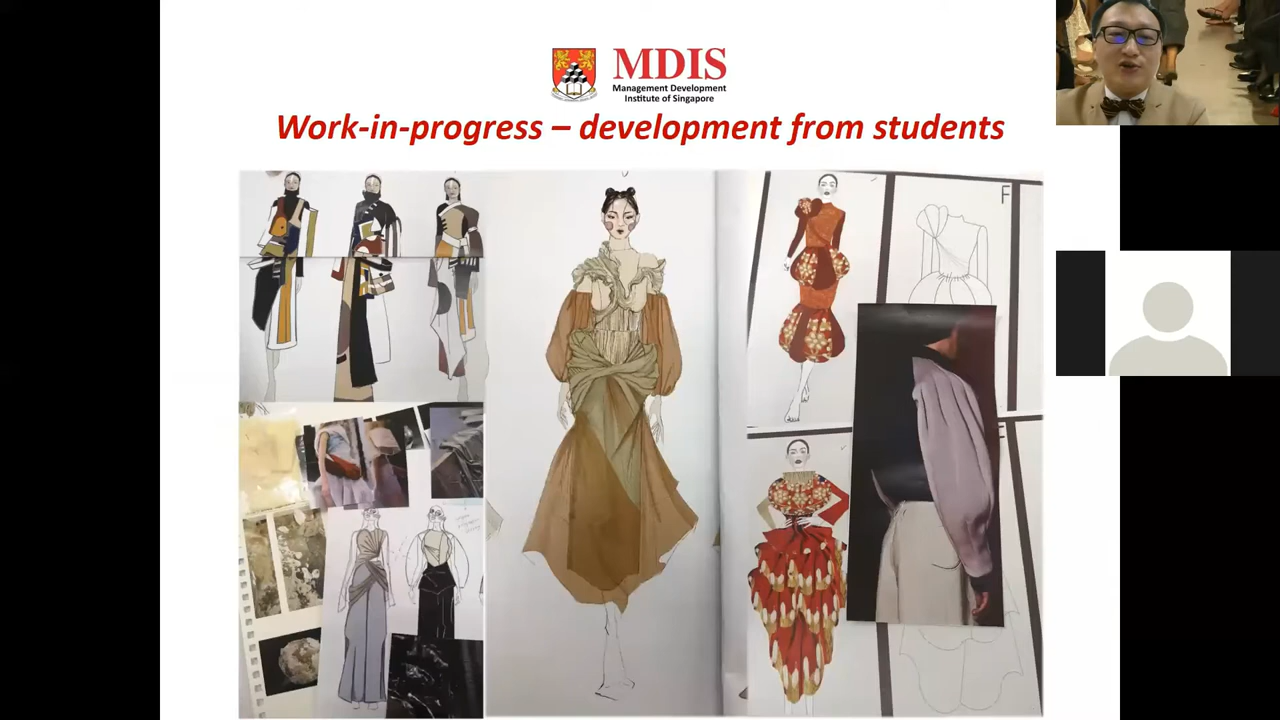 MDIS
Management Development
Institute of Singapore
Work-in-progress – development from students
F